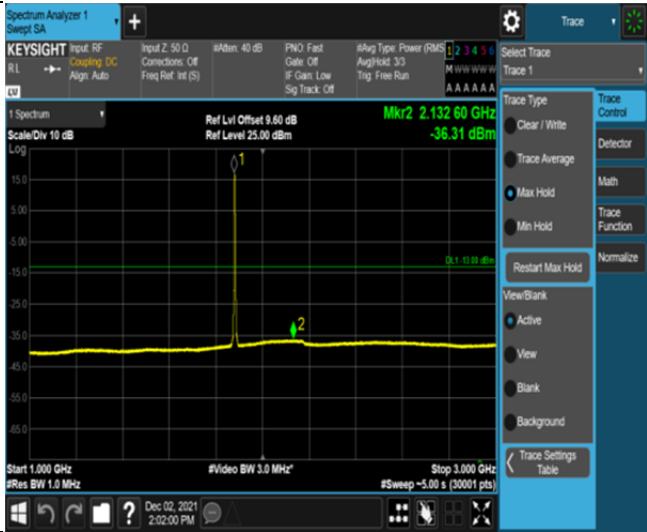 Spectrum Analyzer 1
Swept SA
+
Trace
KEYSIGHT
RL
LV
Input: RF
Coupling: DC
Align: Auto
Input Z: 50 Ω
Corrections: Off
Freq Ref: Int (S)
#Atten: 40 dB
PNO: Fast
Gate: Off
IF Gain: Low
Sig Track: Off
#Avg Type: Power (RMS
Avg|Hold: 3/3
Trig: Free Run
1 2 3 4 5 6
M W W W W W
A A A A A A
Select Trace
Trace 1
1 Spectrum
Scale/Div 10 dB
Log
Ref Lvl Offset 9.60 dB
Ref Level 25.00 dBm
Mkr2 2.132 60 GHz
-36.31 dBm
1
15.0
5.00
-5.00
DL1 -13.00 dBm
-15.0
-25.0
2
-35.0
-45.0
-55.0
-65.0
Start 1.000 GHz
#Res BW 1.0 MHz
#Video BW 3.0 MHz*
Stop 3.000 GHz
#Sweep ~5.00 s (30001 pts)
Trace Type
Clear / Write
Trace Average
Max Hold
Min Hold
Restart Max Hold
View/Blank
Active
View
Blank
Background
Trace Settings
Table
Trace
Control
Detector
Math
Trace
Function
Normalize
?
Dec 02, 2021
2:02:00 PM